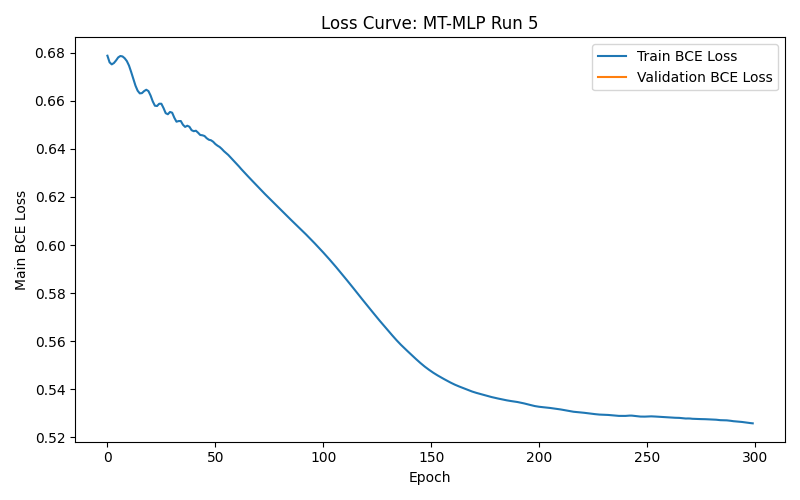 Loss Curve: MT-MLP Run 5
Train BCE Loss
Validation BCE Loss
Main BCE Loss
0.68
0.66
0.64
0.62
0.60
0.58
0.56
0.54
0.52
0 50 100 150 200 250 300
Epoch